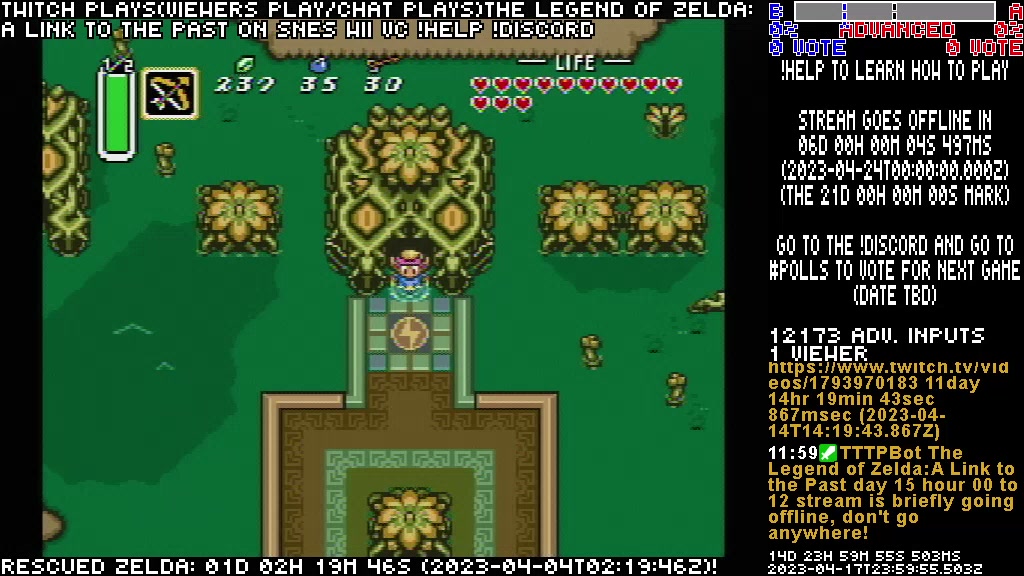 TWITCH PLAYS(VIEWERS PLAY/CHAT PLAYS)THE LEGEND OF ZELDA:
A LINK TO THE PAST ON SNES WII VC !HELP !DISCORD
B A
0% ADVANCED 0%
0 VOTE 0 VOTE
1/2
237 35 30
LIFE
!HELP TO LEARN HOW TO PLAY
STREAM GOES OFFLINE IN
06D 00H 00M 04S 497MS
(2023-04-24T00:00:00.000Z)
(THE 21D 00H 00M 00S MARK)
GO TO THE !DISCORD AND GO TO
#POLLS TO VOTE FOR NEXT GAME
(DATE TBD)
12173 ADV. INPUTS
1 VIEWER
https://www.twitch.tv/vid
eos/1793970183 11day
14hr 19min 43sec
867msec (2023-04-
14T14:19:43.867Z)
11:59 TTTPBot The
Legend of Zelda:A Link to
the Past day 15 hour 00 to
12 stream is briefly going
offline, don't go
anywhere!
14D 23H 59M 55S 503MS
2023-04-17T23:59:55.503Z
RESCUED ZELDA: 01D 02H 19M 46S (2023-04-04T02:19:46Z)!